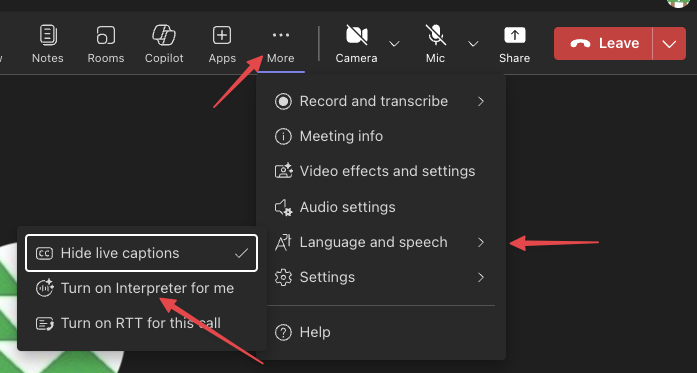 Notes
Rooms
Copilot
Apps
More
Camera
Mic
Share
Leave
Record and transcribe
Meeting info
Video effects and settings
Audio settings
Language and speech
Settings
Help
Hide live captions
Turn on Interpreter for me
Turn on RTT for this call